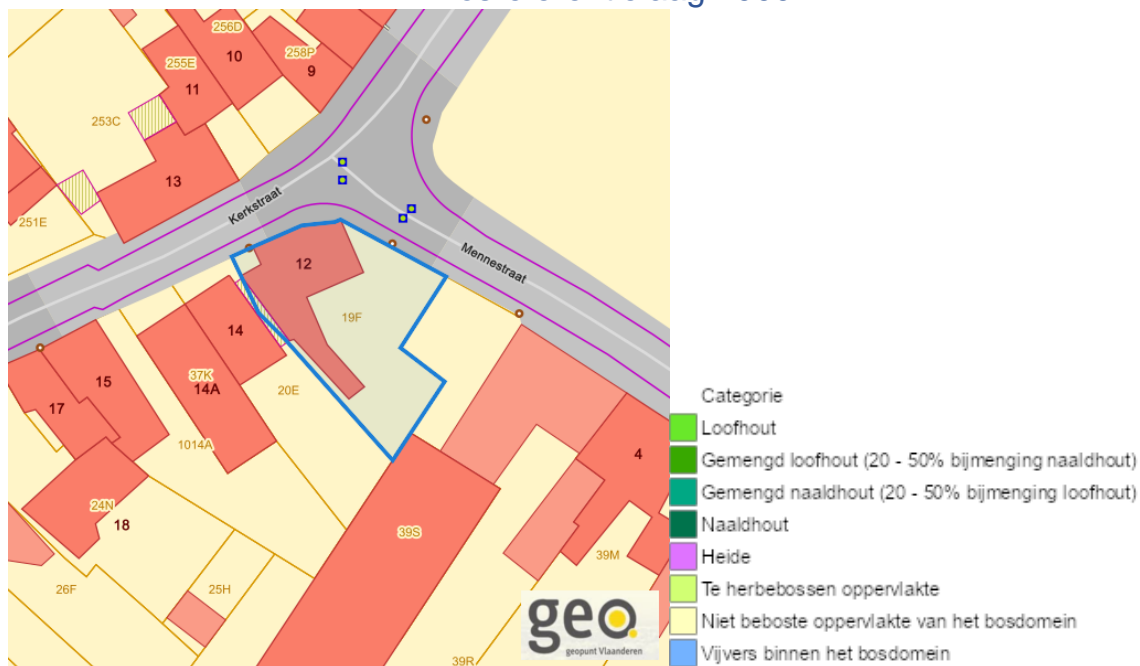 256D
10
258P
9
255E
11
253C
13
251E
Kerkstraat
Mennestraat
12
19F
14
37K
14A
20E
15
17
1014A
4
24N
18
39S
39M
26F
25H
39R
geo.
geopunt Vlaanderen
Categorie
Loofhout
Gemengd loofhout (20 - 50% bijmenging naaldhout)
Gemengd naaldhout (20 - 50% bijmenging loofhout)
Naaldhout
Heide
Te herbebossen oppervlakte
Niet beboste oppervlakte van het bosdomein
Vijvers binnen het bosdomein